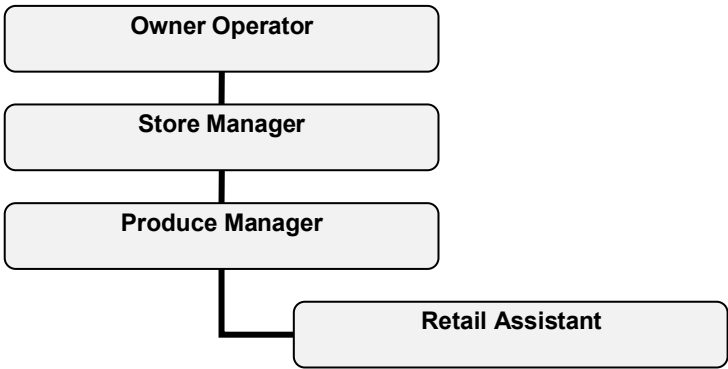 Owner Operator
Store Manager
Produce Manager
Retail Assistant